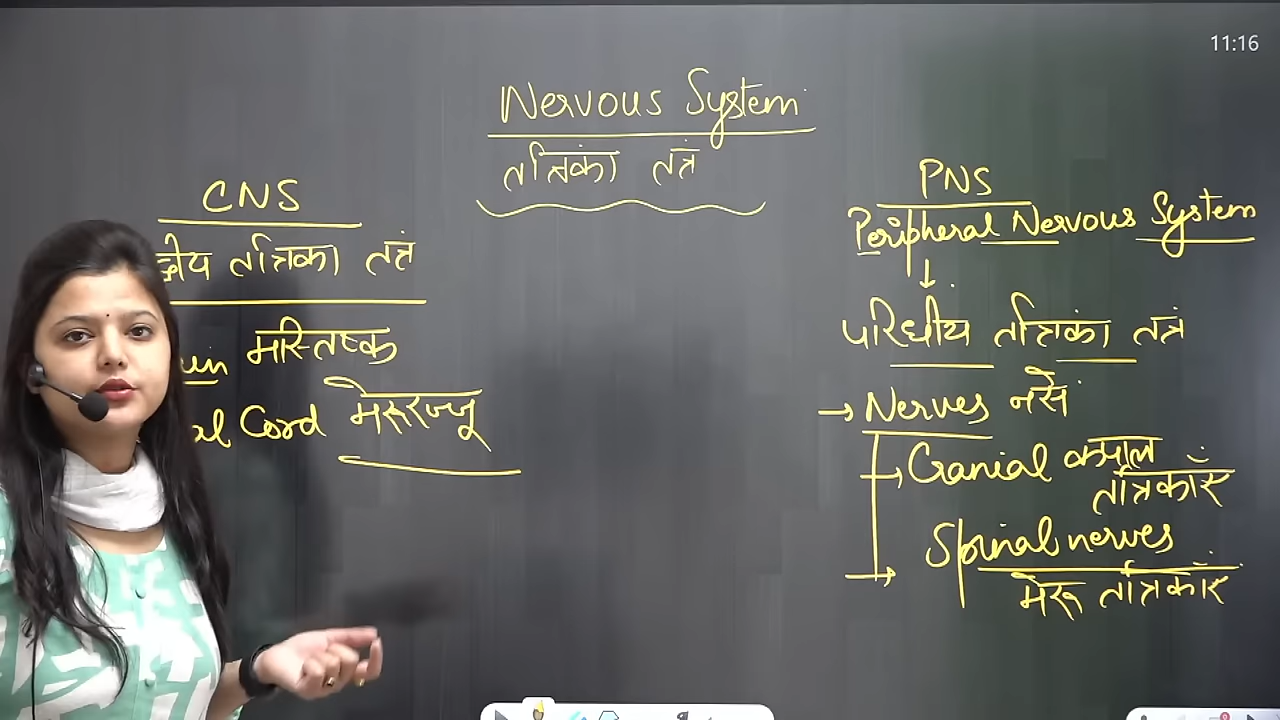 11:16
Nervous System
तंत्रिका तंत्र
CNS
द्रीय तंत्रिका तंत्र
मस्तिष्क
Cord मेरूरज्जू
PNS
Peripheral Nervous System
↓
परिधीय तंत्रिका तंत्र
→ Nerves नसें
→ Cranial कपाल
तंत्रिकाएँ
Spinal nerves
→ मेरू तंत्रिकाएँ